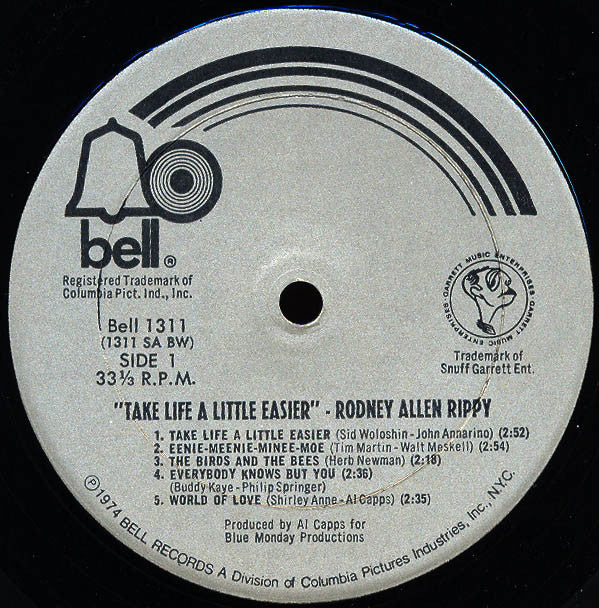 bell®
Registered Trademark of
Columbia Pict. Ind., Inc.
Bell 1311
(1311 SA BW)
SIDE 1
33⅓ R.P.M.
GARRETT MUSIC ENTERPRISES · GARRETT MUSIC ENTERPRISES ·
Trademark of
Snuff Garrett Ent.
"TAKE LIFE A LITTLE EASIER" - RODNEY ALLEN RIPPY
1. TAKE LIFE A LITTLE EASIER (Sid Woloshin - John Annarino) (2:52)
2. EENIE-MEENIE-MINEE-MOE (Tim Martin - Walt Meskell) (2:54)
3. THE BIRDS AND THE BEES (Herb Newman) (2:18)
4. EVERYBODY KNOWS BUT YOU (2:36)
(Buddy Kaye - Philip Springer)
5. WORLD OF LOVE (Shirley Anne - Al Capps) (2:35)
Produced by Al Capps for
Blue Monday Productions
℗1974 BELL RECORDS A Division of Columbia Pictures Industries, Inc., N.Y.C.